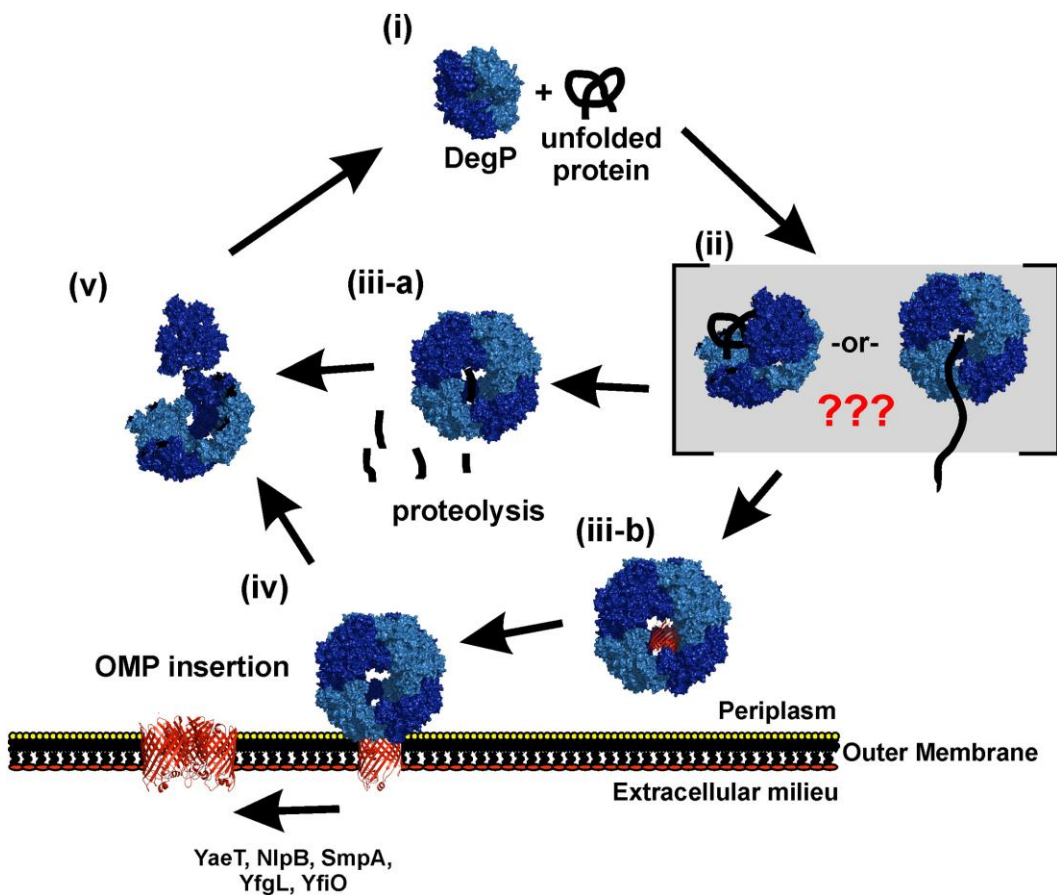 (i)
+
DegP
unfolded
protein
(ii)
-or-
???
(v)
(iii-a)
proteolysis
(iii-b)
(iv)
OMP insertion
Periplasm
Outer Membrane
Extracellular milieu
YaeT, NlpB, SmpA,
YfgL, YfiO